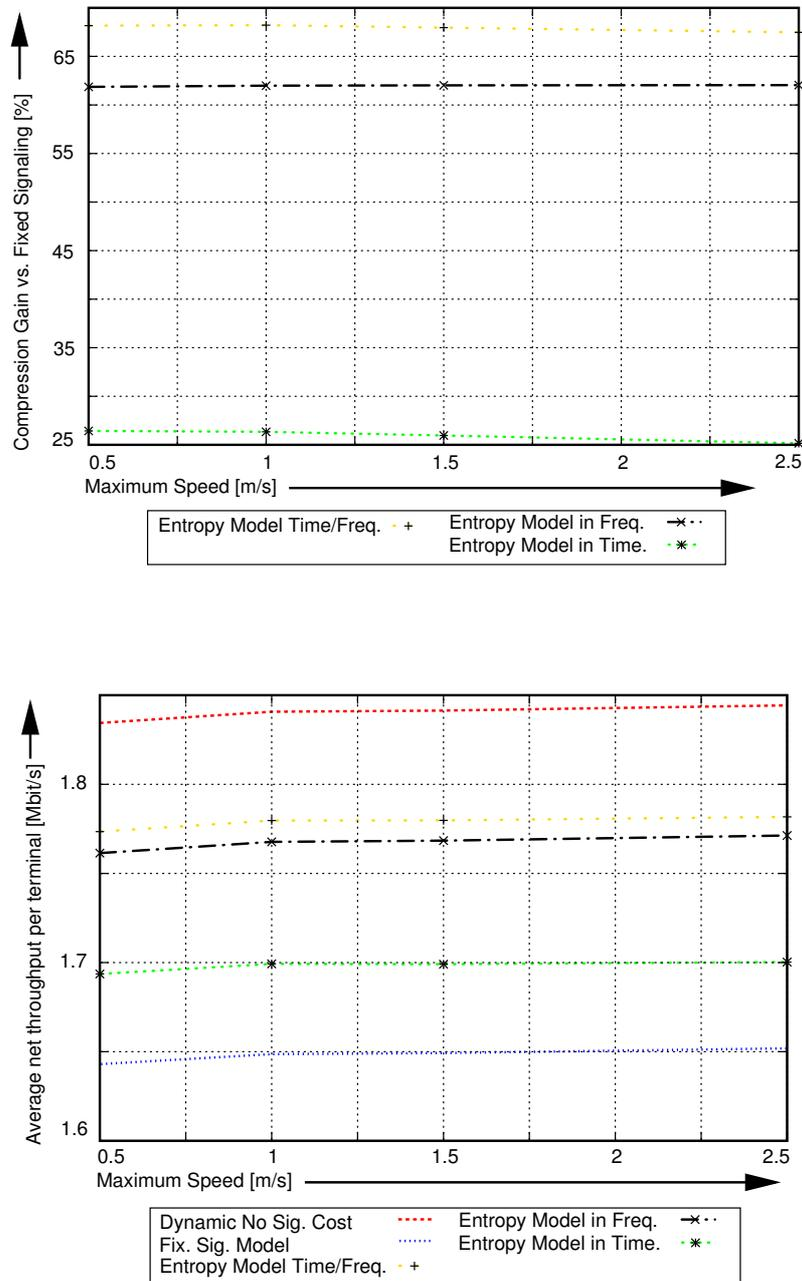 Compression Gain vs. Fixed Signaling [%]
65
55
45
35
25
0.5 1 1.5 2 2.5
Maximum Speed [m/s]
Entropy Model Time/Freq.
Entropy Model in Freq.
Entropy Model in Time.
Average net throughput per terminal [Mbit/s]
1.8
1.7
1.6
0.5 1 1.5 2 2.5
Maximum Speed [m/s]
Dynamic No Sig. Cost
Fix. Sig. Model
Entropy Model Time/Freq.
Entropy Model in Freq.
Entropy Model in Time.